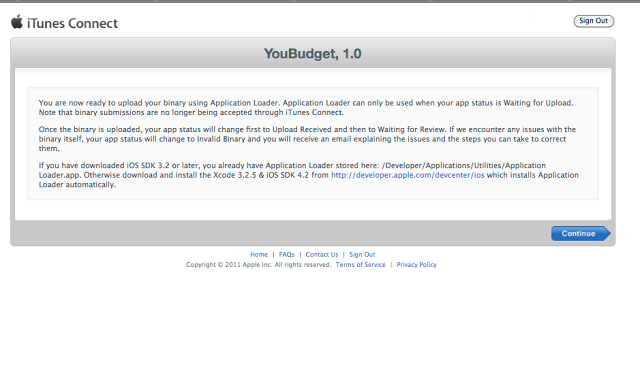 iTunes Connect
Sign Out
YouBudget, 1.0
You are now ready to upload your binary using Application Loader. Application Loader can only be used when your app status is Waiting for Upload.
Note that binary submissions are no longer being accepted through iTunes Connect.
Once the binary is uploaded, your app status will change first to Upload Received and then to Waiting for Review. If we encounter any issues with the
binary itself, your app status will change to Invalid Binary and you will receive an email explaining the issues and the steps you can take to correct
them.
If you have downloaded iOS SDK 3.2 or later, you already have Application Loader stored here: /Developer/Applications/Utilities/Application
Loader.app. Otherwise download and install the Xcode 3.2.5 & iOS SDK 4.2 from http://developer.apple.com/devcenter/ios which installs Application
Loader automatically.
Continue
Home | FAQs | Contact Us | Sign Out
Copyright © 2011 Apple Inc. All rights reserved. Terms of Service | Privacy Policy